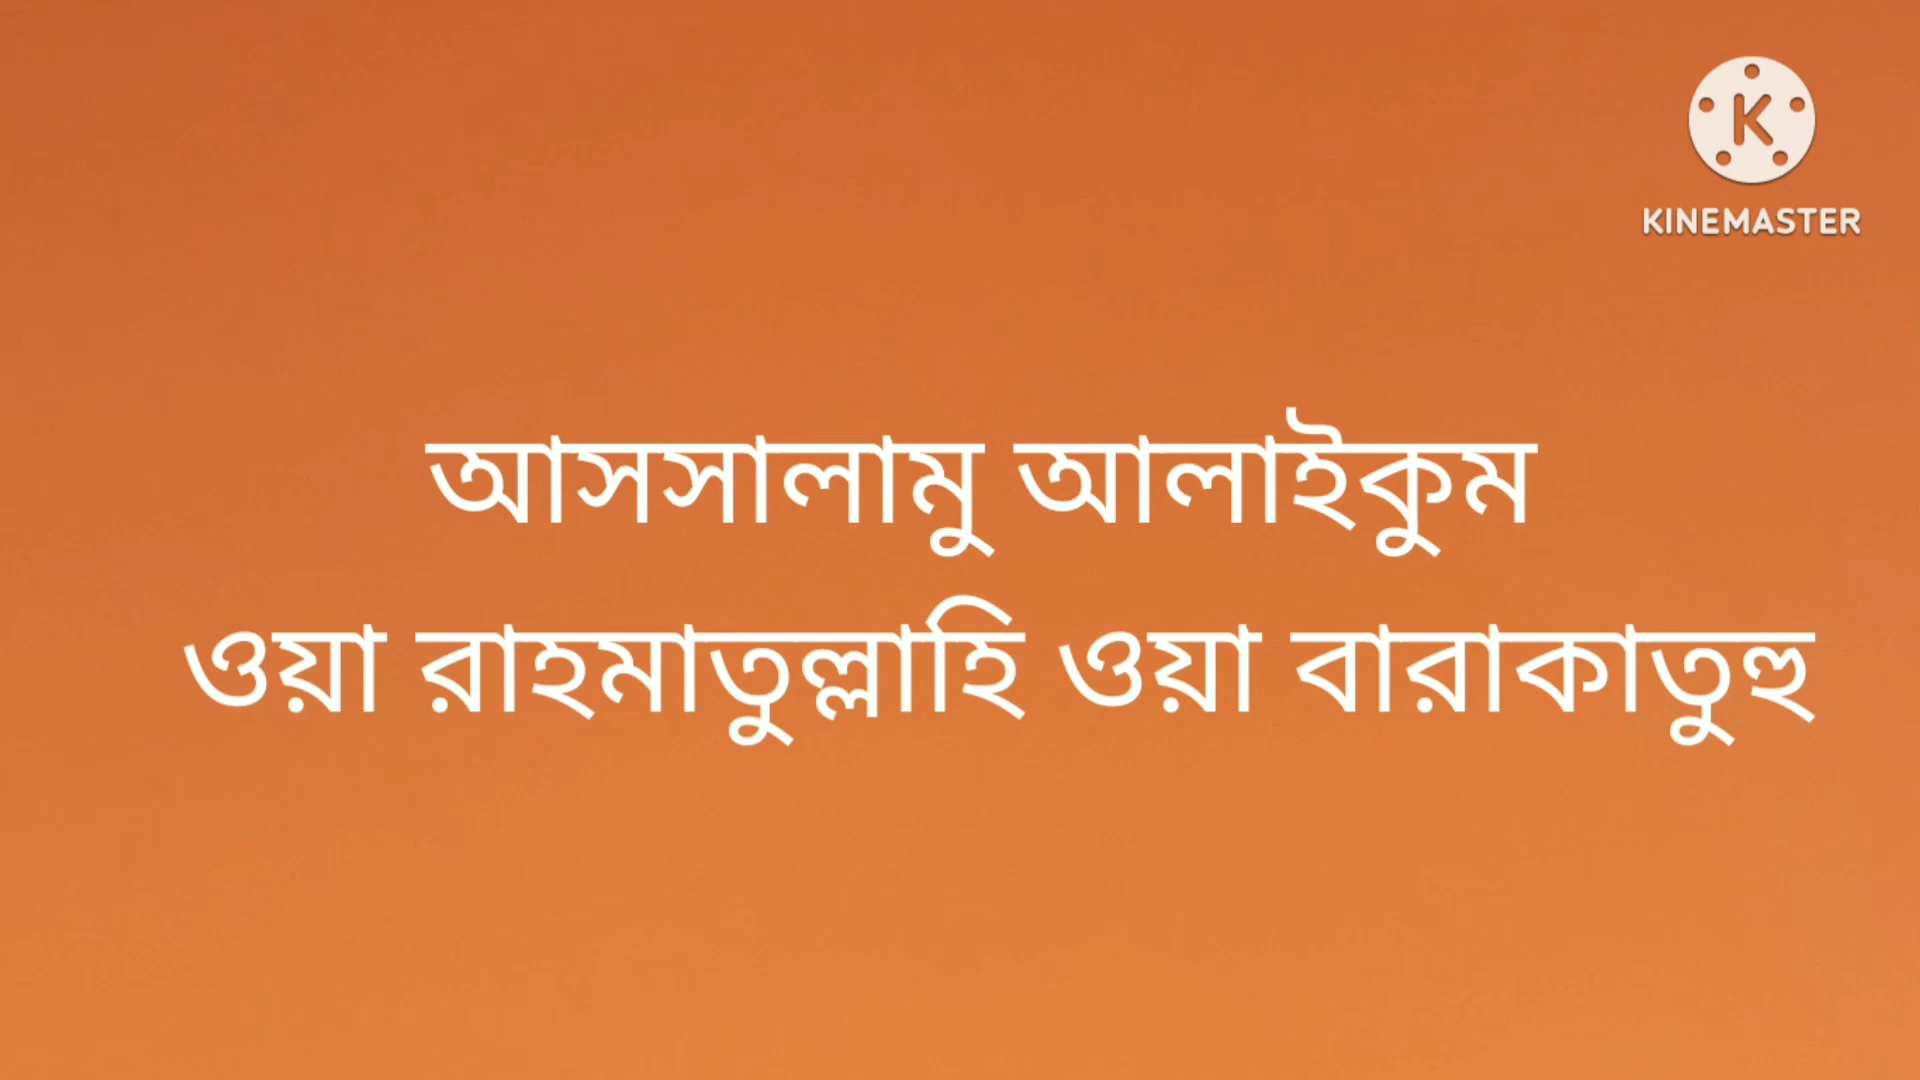 KINEMASTER
আসসালামু আলাইকুম
ওয়া রাহমাতুল্লাহি ওয়া বারাকাতুহু